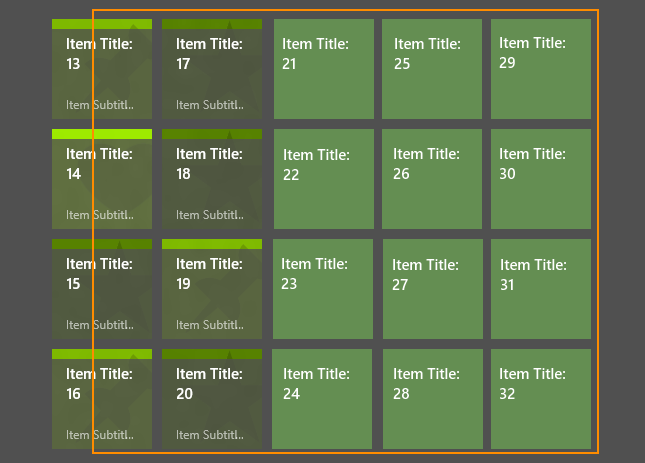 Item Title:
13
Item Subtitl..
Item Title:
17
Item Subtitl..
Item Title:
21
Item Title:
25
Item Title:
29
Item Title:
14
Item Subtitl..
Item Title:
18
Item Subtitl..
Item Title:
22
Item Title:
26
Item Title:
30
Item Title:
15
Item Subtitl..
Item Title:
19
Item Subtitl..
Item Title:
23
Item Title:
27
Item Title:
31
Item Title:
16
Item Subtitl..
Item Title:
20
Item Subtitl..
Item Title:
24
Item Title:
28
Item Title:
32